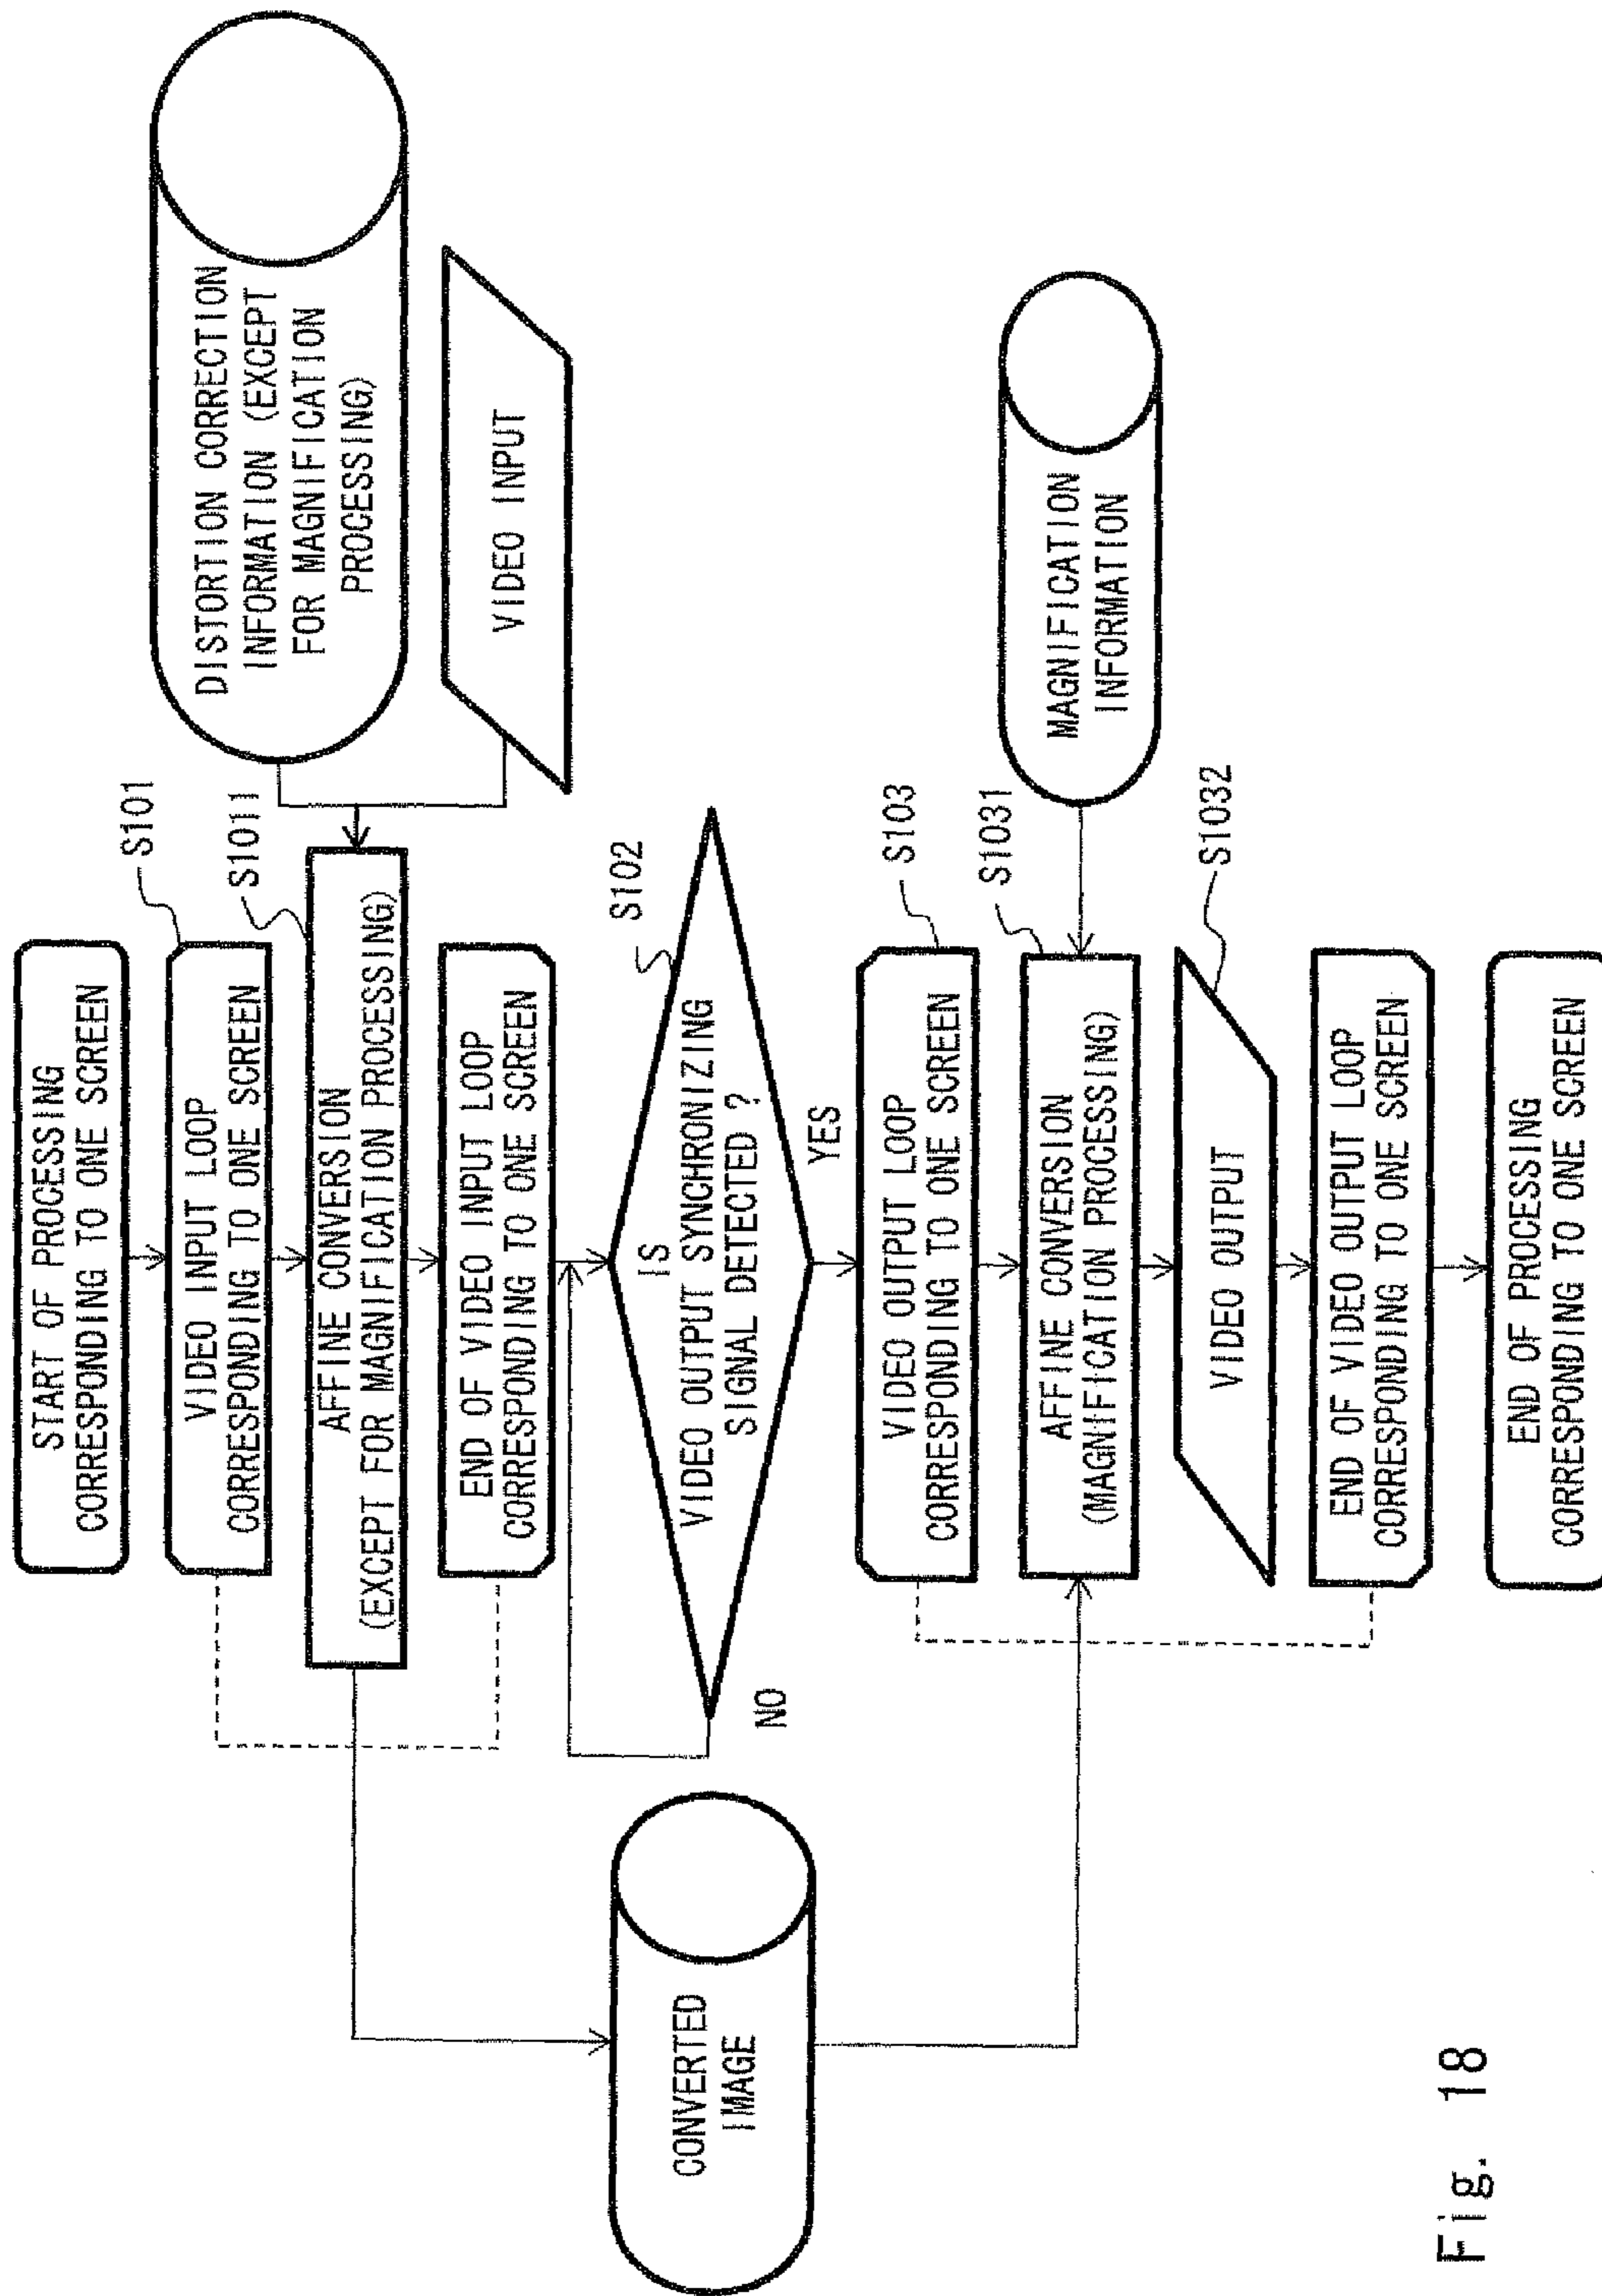 START OF PROCESSING
CORRESPONDING TO ONE SCREEN
S101
VIDEO INPUT LOOP
CORRESPONDING TO ONE SCREEN
DISTORTION CORRECTION
INFORMATION (EXCEPT
FOR MAGNIFICATION
PROCESSING)
S1011
AFFINE CONVERSION
(EXCEPT FOR MAGNIFICATION PROCESSING)
VIDEO INPUT
END OF VIDEO INPUT LOOP
CORRESPONDING TO ONE SCREEN
S102
IS
VIDEO OUTPUT SYNCHRONIZING
SIGNAL DETECTED ?
NO
YES
CONVERTED
IMAGE
S103
VIDEO OUTPUT LOOP
CORRESPONDING TO ONE SCREEN
S1031
AFFINE CONVERSION
(MAGNIFICATION PROCESSING)
MAGNIFICATION
INFORMATION
S1032
VIDEO OUTPUT
END OF VIDEO OUTPUT LOOP
CORRESPONDING TO ONE SCREEN
END OF PROCESSING
CORRESPONDING TO ONE SCREEN
Fig. 18